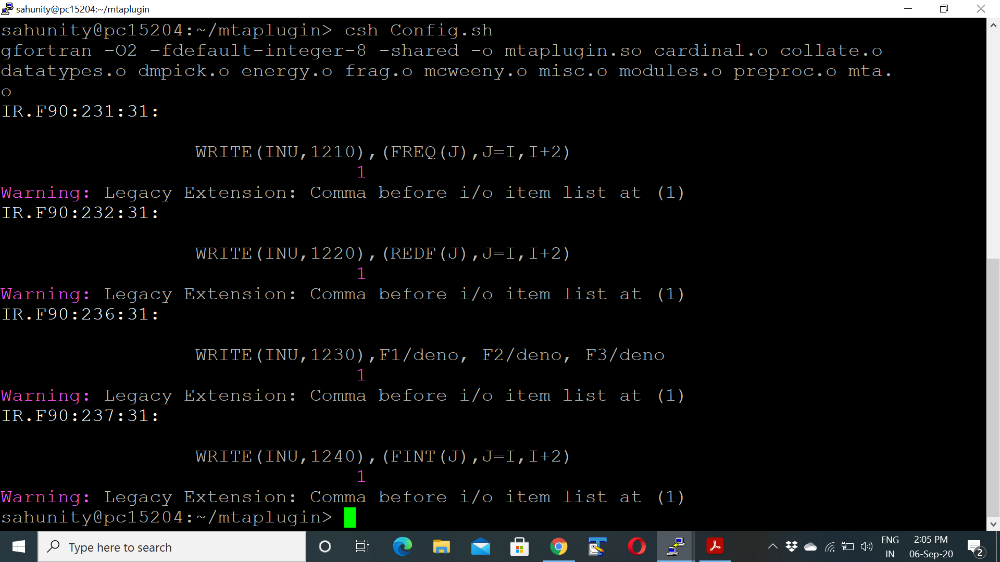 sahunity@pc15204:~/mtaplugin
sahunity@pc15204:~/mtaplugin> csh Config.sh
gfortran -O2 -fdefault-integer-8 -shared -o mtaplugin.so cardinal.o collate.o
datatypes.o dmpick.o energy.o frag.o mcweeny.o misc.o modules.o preproc.o mta.
o
IR.F90:231:31:
WRITE(INU,1210),(FREQ(J),J=I,I+2)
1
Warning: Legacy Extension: Comma before i/o item list at (1)
IR.F90:232:31:
WRITE(INU,1220),(REDF(J),J=I,I+2)
1
Warning: Legacy Extension: Comma before i/o item list at (1)
IR.F90:236:31:
WRITE(INU,1230),F1/deno, F2/deno, F3/deno
1
Warning: Legacy Extension: Comma before i/o item list at (1)
IR.F90:237:31:
WRITE(INU,1240),(FINT(J),J=I,I+2)
1
Warning: Legacy Extension: Comma before i/o item list at (1)
sahunity@pc15204:~/mtaplugin>
Type here to search
ENG
IN
2:05 PM
06-Sep-20
2